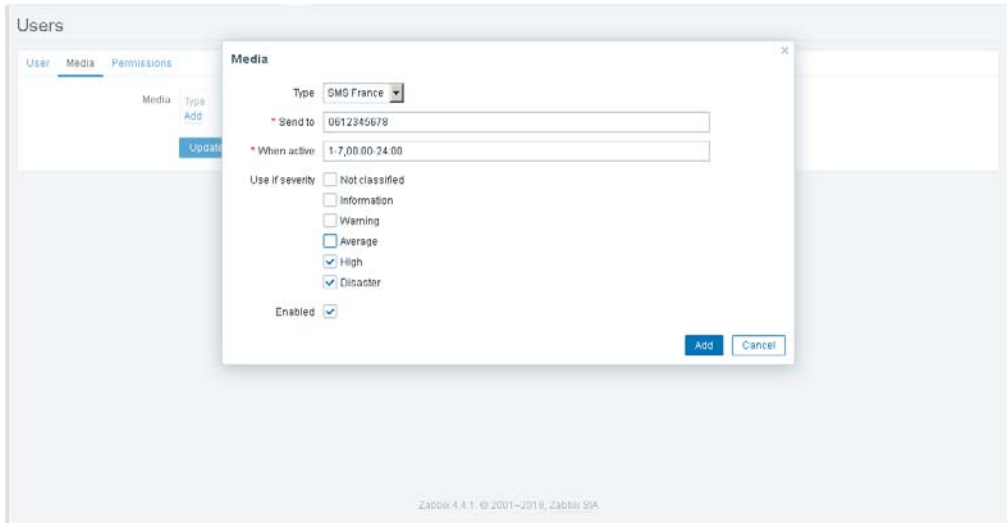 Users
User Media Permissions
Media
Type
Add
Update
Media
×
Type SMS France
* Send to 0612345678
* When active 1-7,00:00-24:00
Use if severity Not classified
Information
Warning
Average
High
Disaster
Enabled
Add Cancel
Zabbix 4.4.1. © 2001–2019, Zabbix SIA